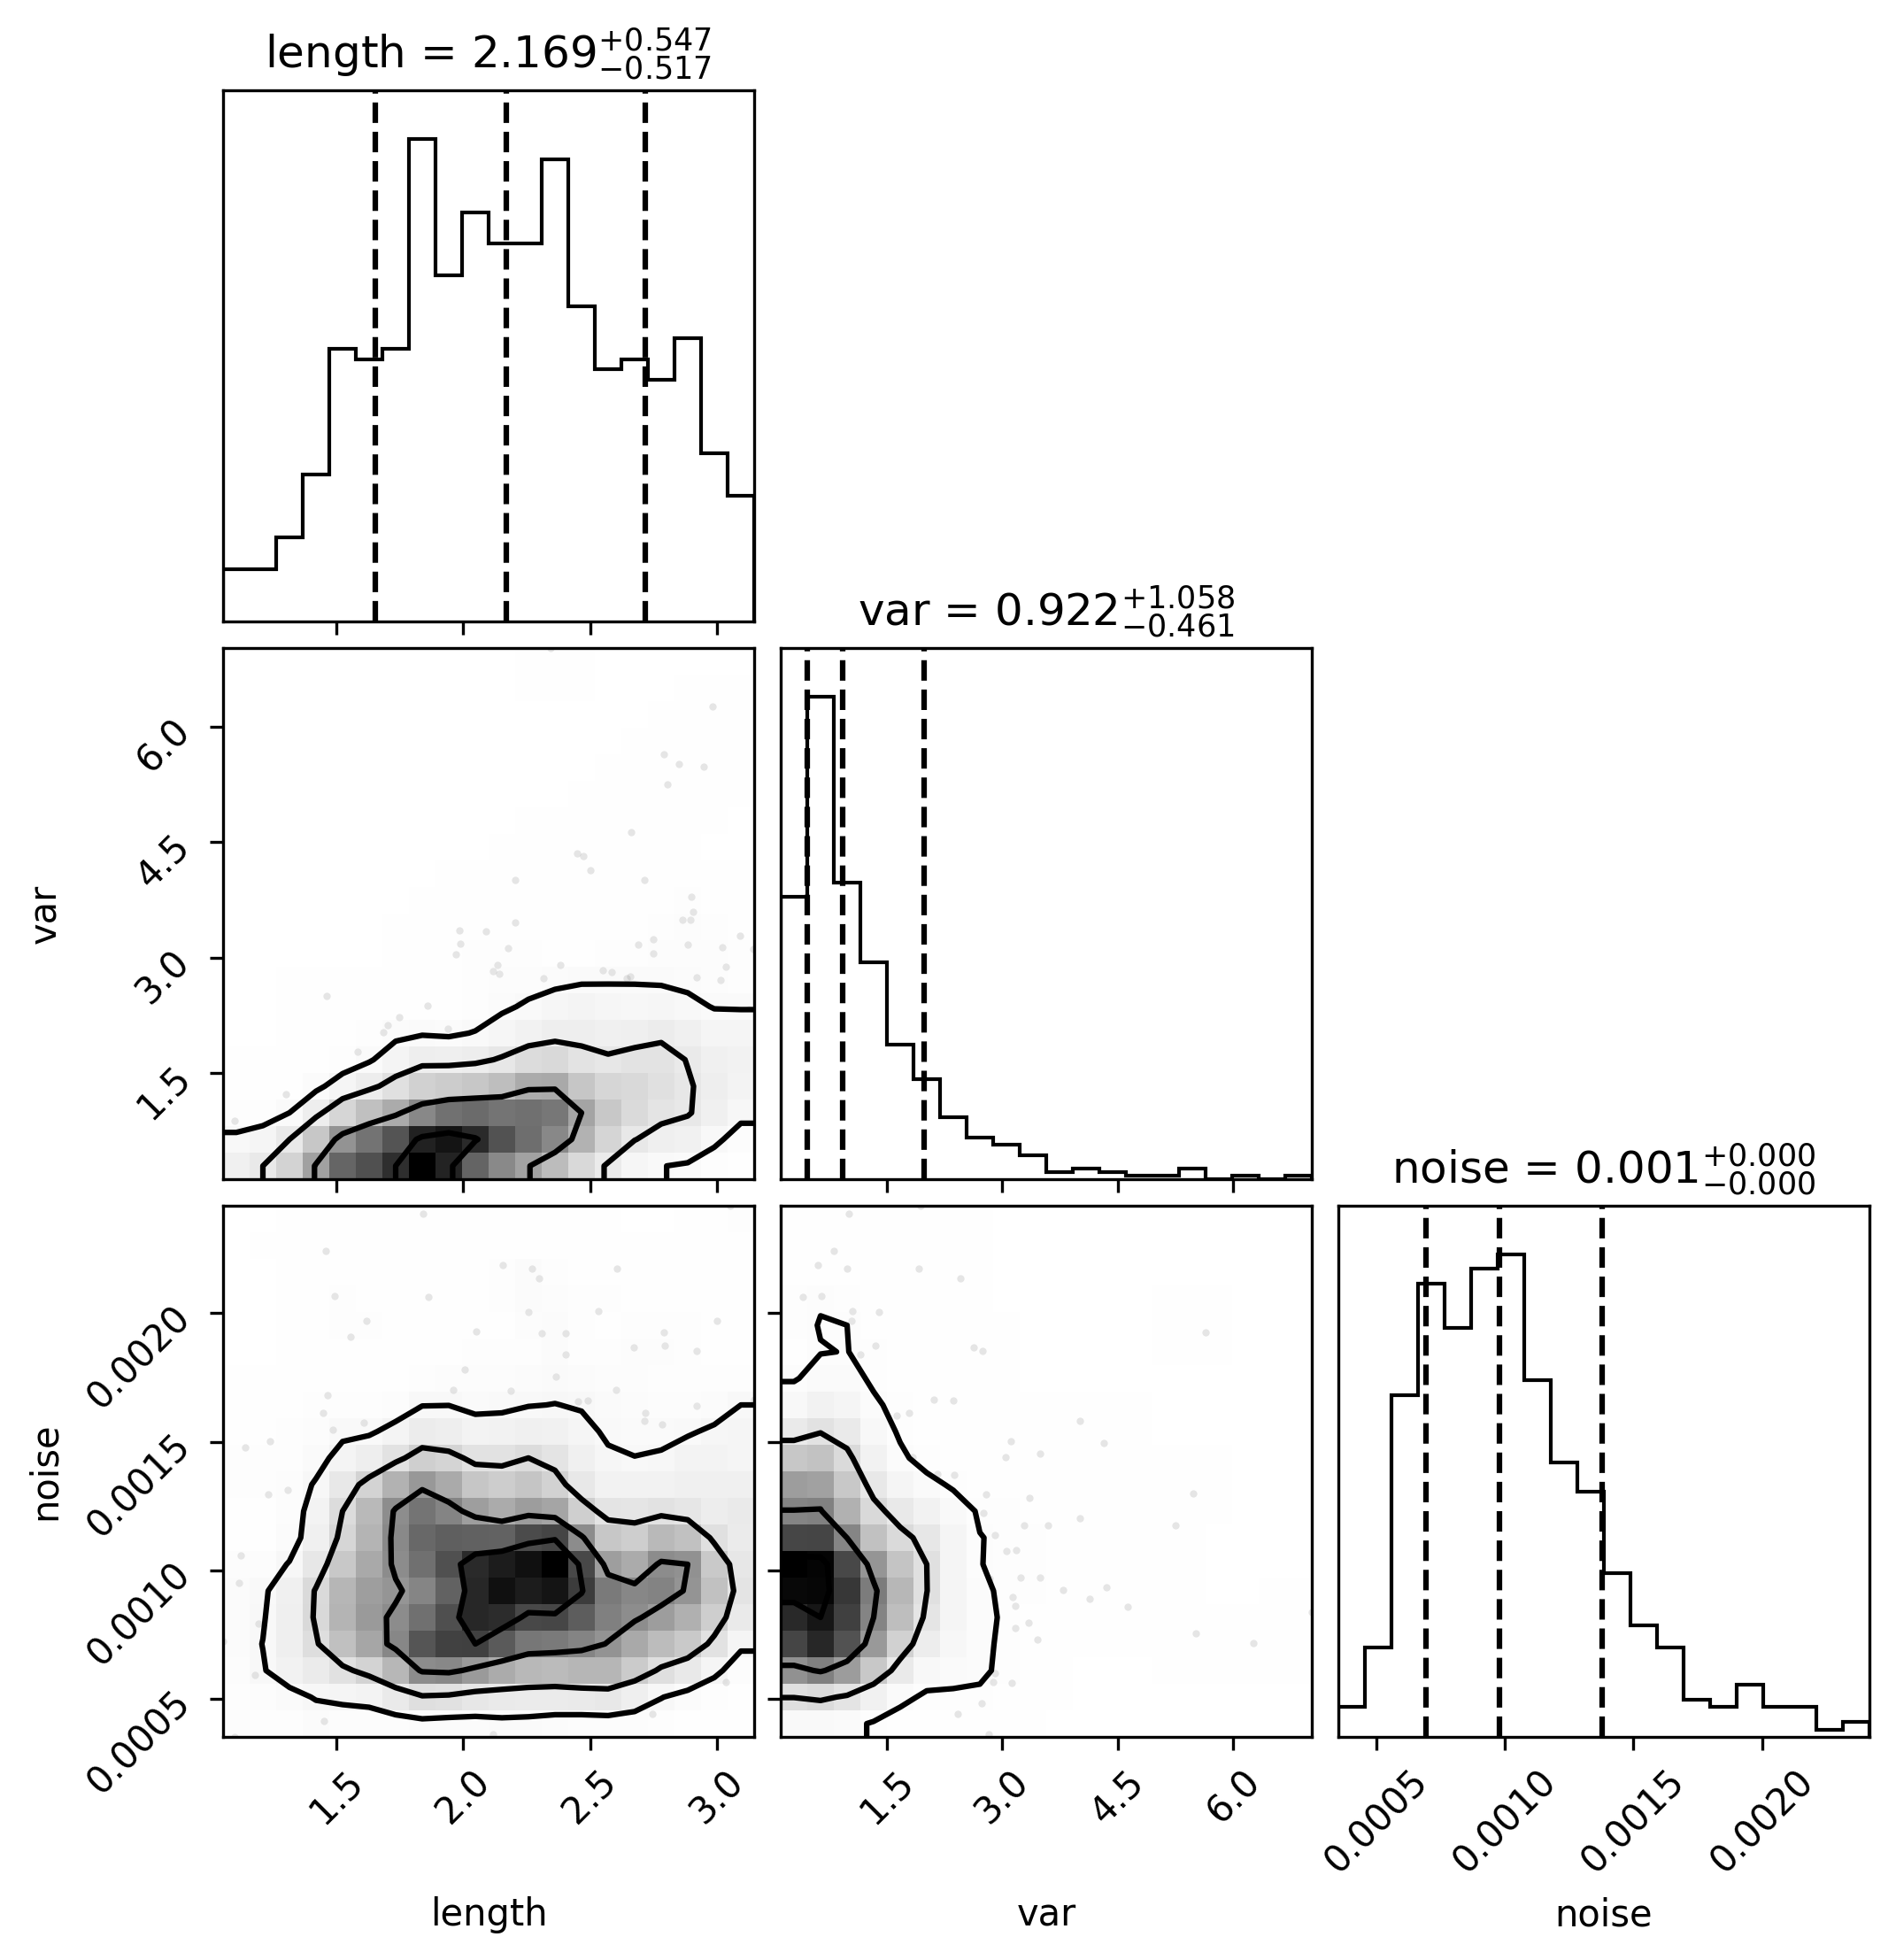 length = 2.169 +0.547 −0.517
var = 0.922 +1.058 −0.461
var
6.0
4.5
3.0
1.5
noise = 0.001 +0.000 −0.000
noise
0.0020
0.0015
0.0010
0.0005
1.5 2.0 2.5 3.0
1.5 3.0 4.5 6.0
0.0005 0.0010 0.0015 0.0020
length
var
noise